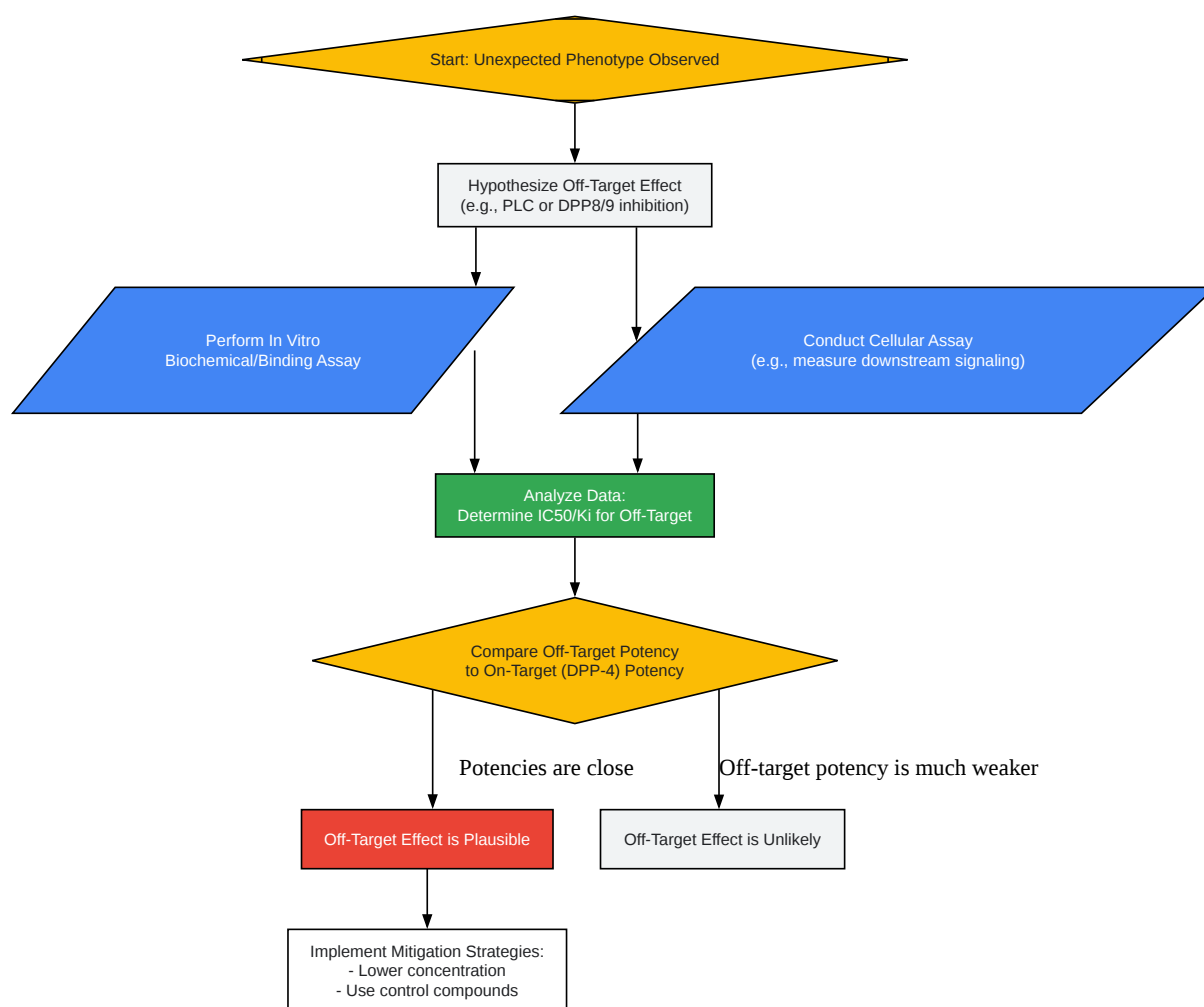 Start: Unexpected Phenotype Observed
Hypothesize Off-Target Effect
(e.g., PLC or DPP8/9 inhibition)
Perform In Vitro
Biochemical/Binding Assay
Conduct Cellular Assay
(e.g., measure downstream signaling)
Analyze Data:
Determine IC50/Ki for Off-Target
Compare Off-Target Potency
to On-Target (DPP-4) Potency
Potencies are close
Off-target potency is much weaker
Off-Target Effect is Plausible
Off-Target Effect is Unlikely
Implement Mitigation Strategies:
- Lower concentration
- Use control compounds